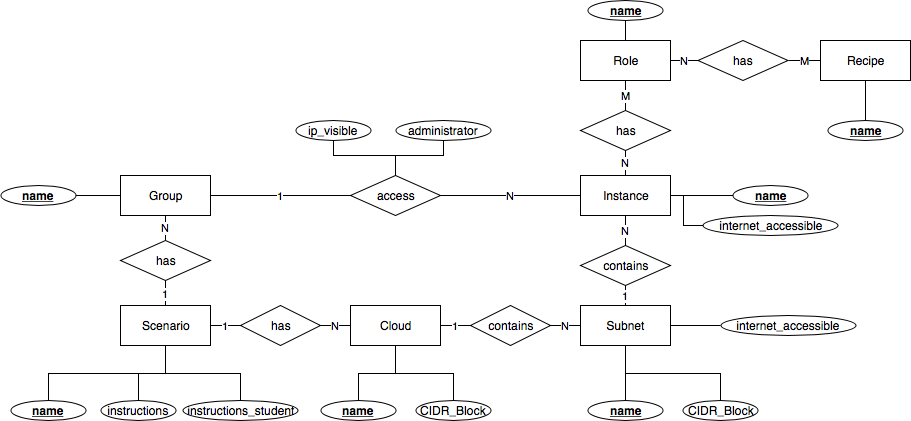 name
Role
N
has
M
Recipe
M
name
ip_visible
administrator
has
N
name
Group
1
access
N
Instance
name
internet_accessible
N
N
has
contains
1
1
Scenario
1
has
N
Cloud
1
contains
N
Subnet
internet_accessible
name
instructions
instructions_student
name
CIDR_Block
name
CIDR_Block